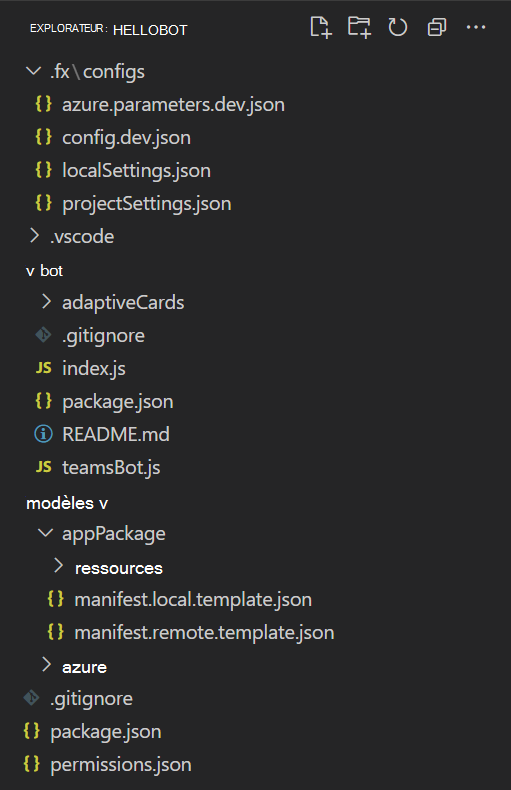 EXPLORATEUR : HELLOBOT
.fx\configs
{} azure.parameters.dev.json
{} config.dev.json
{} localSettings.json
{} projectSettings.json
.vscode
v bot
adaptiveCards
.gitignore
JS index.js
{} package.json
README.md
JS teamsBot.js
modèles v
appPackage
ressources
{} manifest.local.template.json
{} manifest.remote.template.json
azure
.gitignore
{} package.json
{} permissions.json